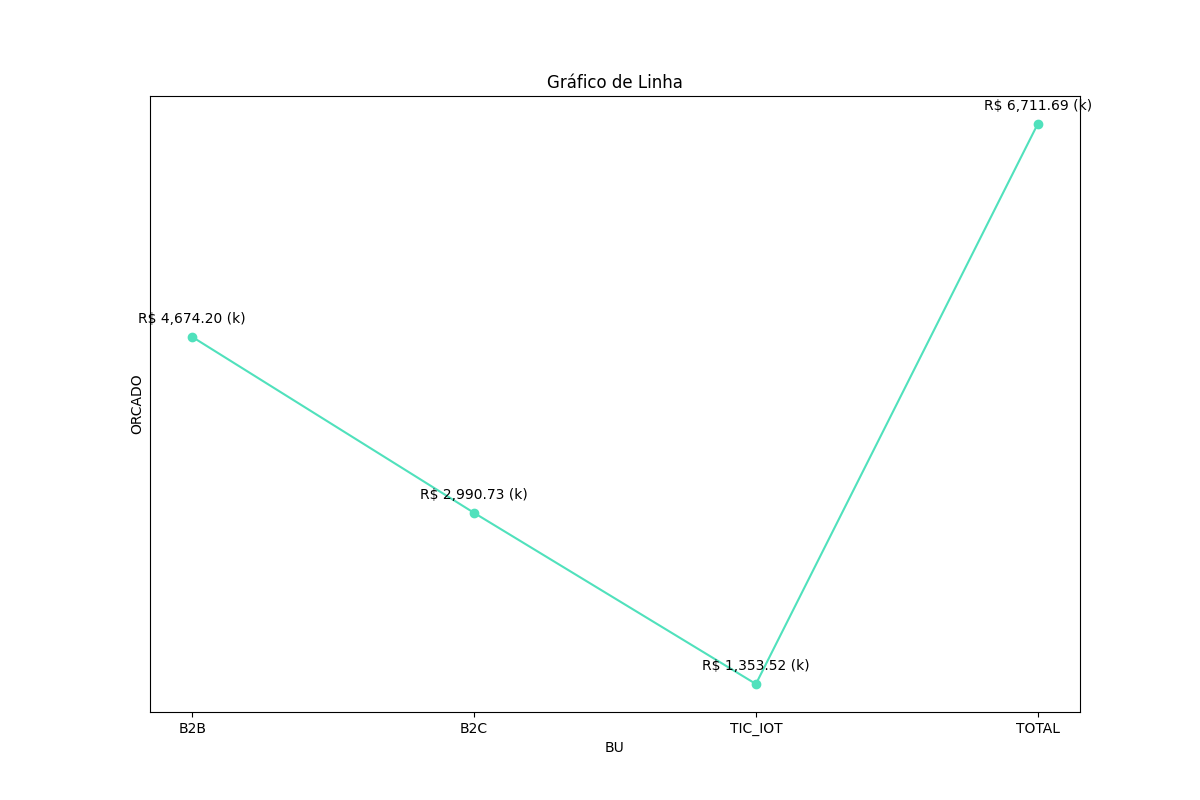 Gráfico de Linha
R$ 6,711.69 (k)
R$ 4,674.20 (k)
ORCADO
R$ 2,990.73 (k)
R$ 1,353.52 (k)
B2B B2C TIC_IOT TOTAL
BU